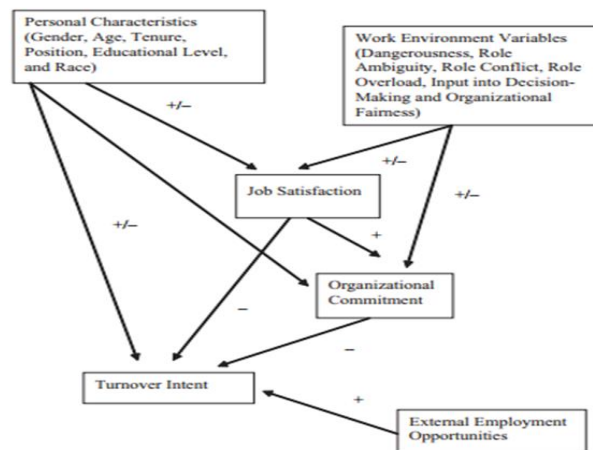 Personal Characteristics
(Gender, Age, Tenure,
Position, Educational Level,
and Race)
Work Environment Variables
(Dangerousness, Role
Ambiguity, Role Conflict, Role
Overload, Input into Decision-
Making and Organizational
Fairness)
+/–
+/–
Job Satisfaction
+/–
+/–
+
Organizational
Commitment
–
–
Turnover Intent
+
External Employment
Opportunities